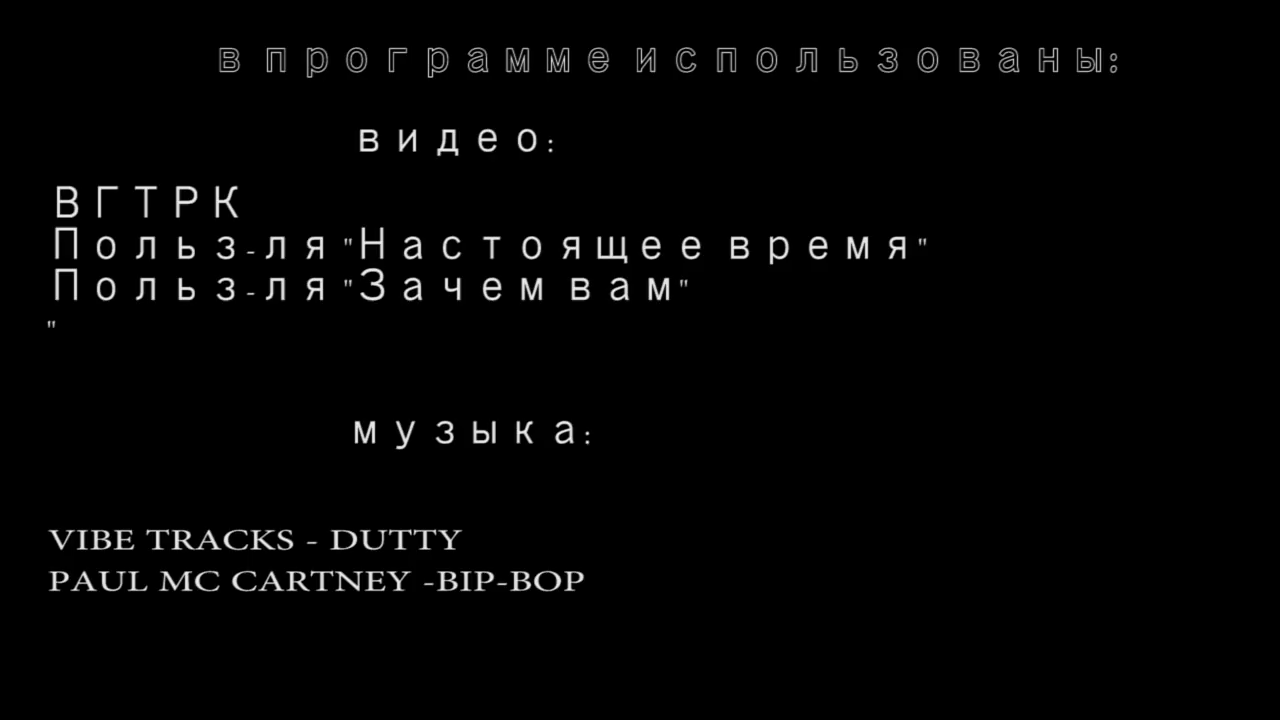 в программе использованы:
видео:
ВГТРК
Польз-ля "Настоящее время"
Польз-ля "Зачем вам"
"
музыка:
VIBE TRACKS - DUTTY
PAUL MC CARTNEY -BIP-BOP